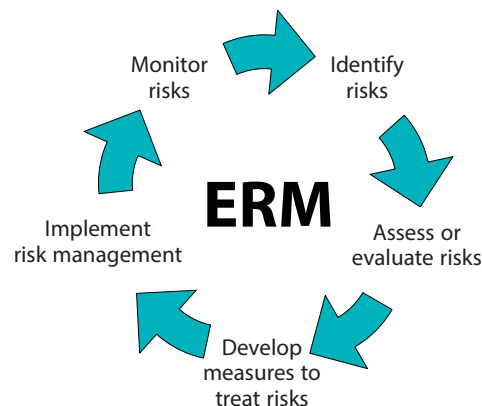 Monitor
risks
Identify
risks
ERM
Assess or
evaluate risks
Develop
measures to
treat risks
Implement
risk management